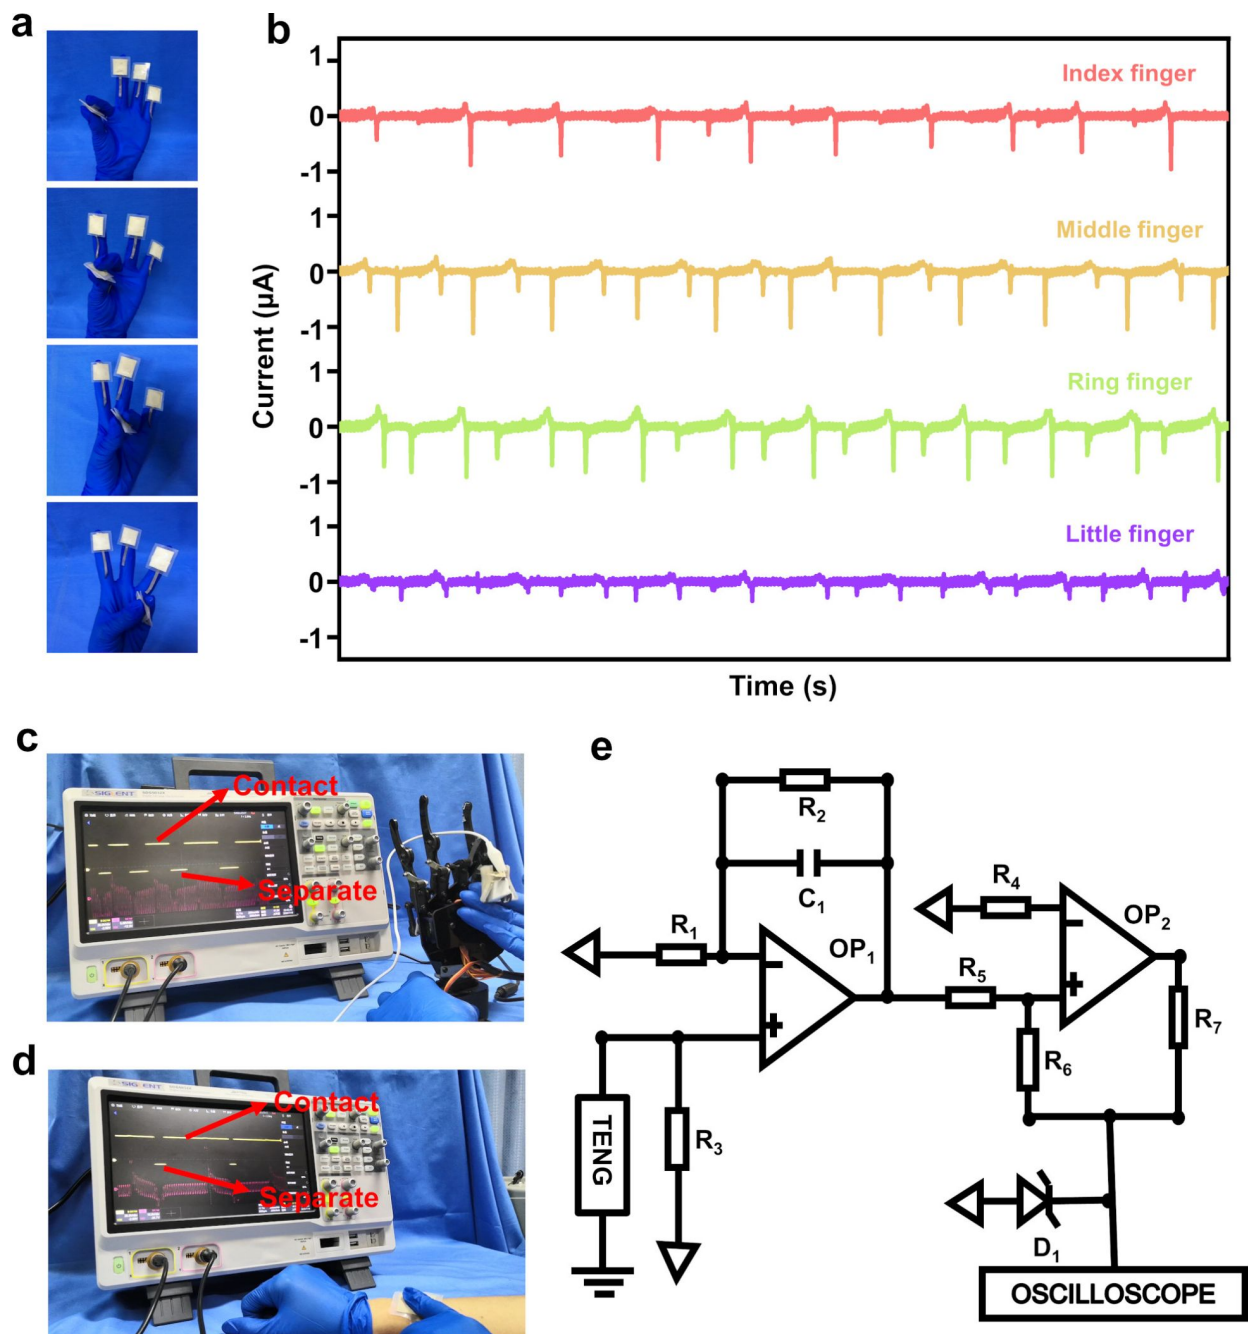 a
b
1
0
-1
Index finger
1
0
-1
Middle finger
1
0
-1
Ring finger
1
0
-1
Little finger
Current (μA)
Time (s)
c
SIGLENT
Contact
Separate
d
SIGLENT
Contact
Separate
e
R2
C1
R1
OP1
R4
OP2
R5
R6
R7
TENG
R3
D1
OSCILLOSCOPE